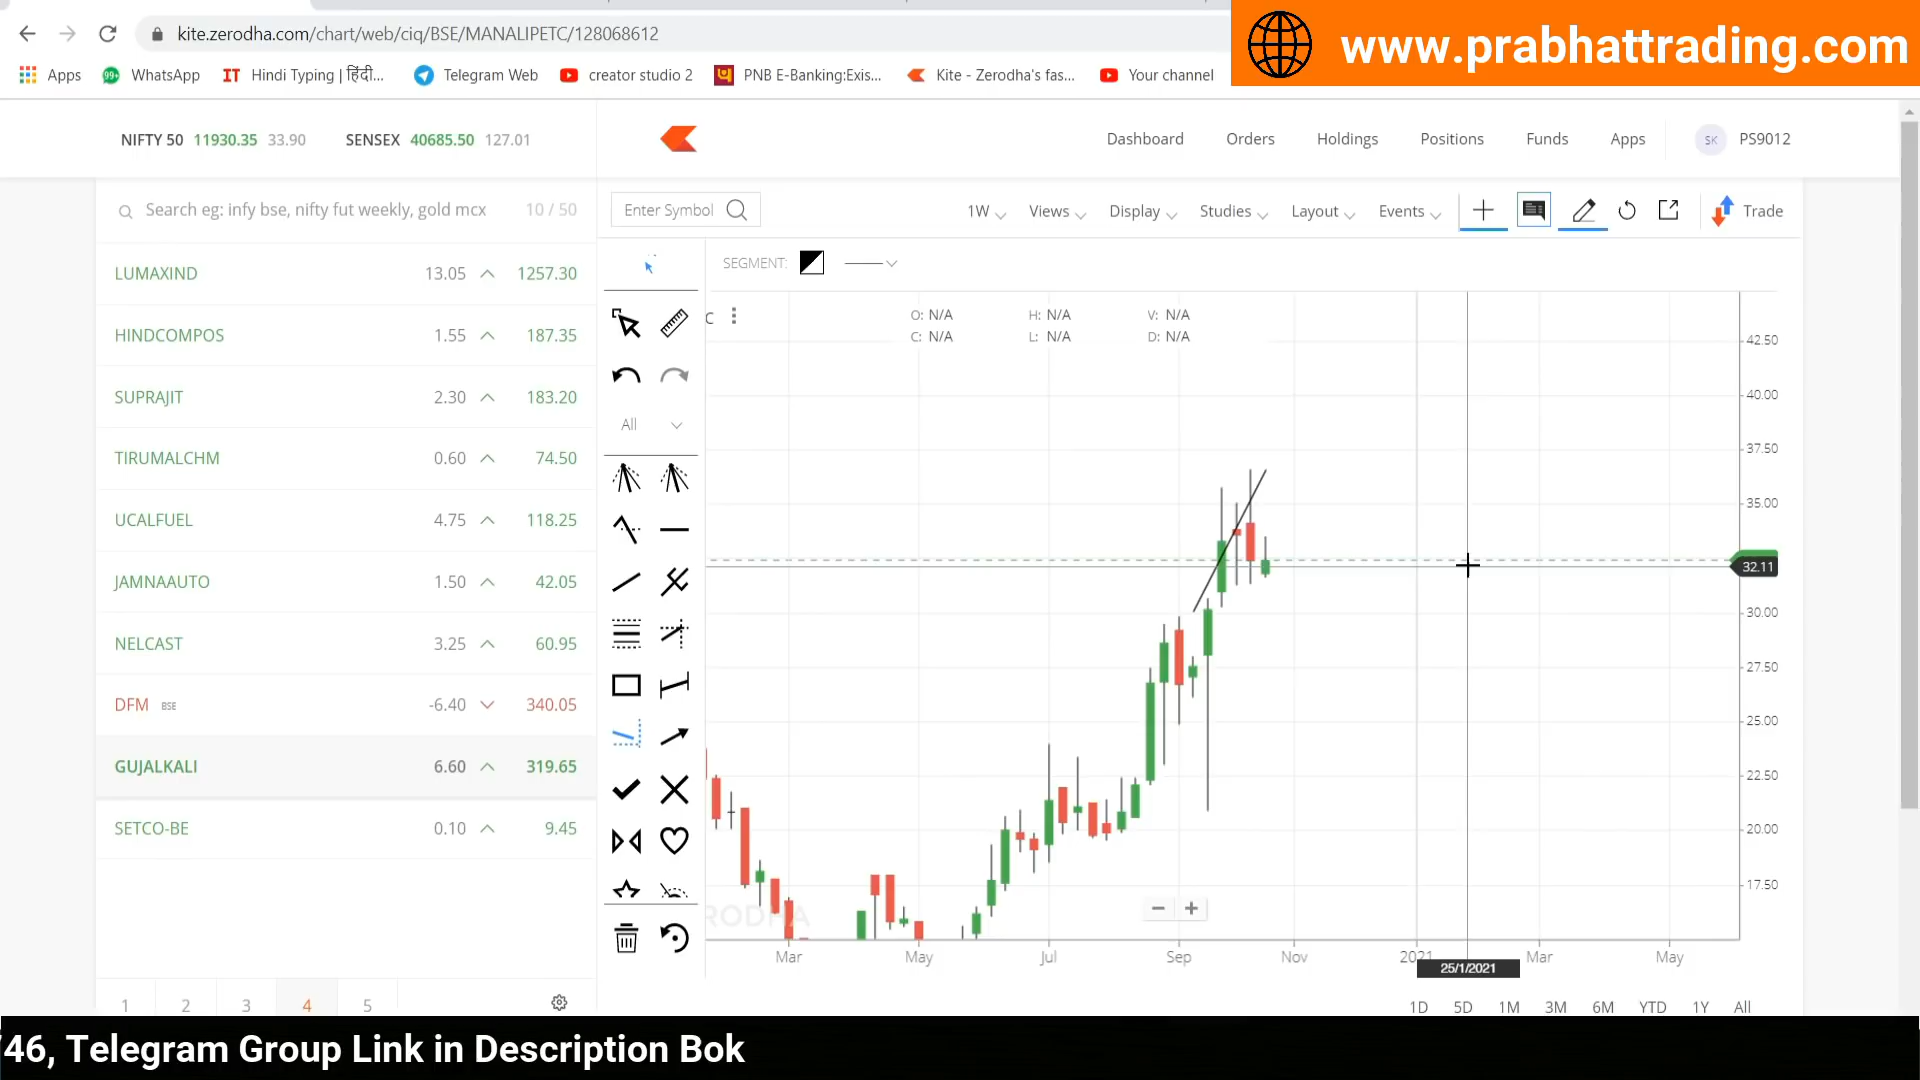 kite.zerodha.com/chart/web/ciq/BSE/MANALIPETC/128068612
www.prabhattrading.com
Apps
99+ WhatsApp
IT Hindi Typing | हिंदी...
Telegram Web
creator studio 2
PNB E-Banking:Exis...
Kite - Zerodha's fas...
Your channel
NIFTY 50 11930.35 33.90
SENSEX 40685.50 127.01
Dashboard
Orders
Holdings
Positions
Funds
Apps
SK PS9012
Search eg: infy bse, nifty fut weekly, gold mcx 10 / 50
Enter Symbol
1W
Views
Display
Studies
Layout
Events
Trade
LUMAXIND 13.05 1257.30
HINDCOMPOS 1.55 187.35
SUPRAJIT 2.30 183.20
TIRUMALCHM 0.60 74.50
UCALFUEL 4.75 118.25
JAMNAAUTO 1.50 42.05
NELCAST 3.25 60.95
DFM BSE -6.40 340.05
GUJALKALI 6.60 319.65
SETCO-BE 0.10 9.45
1 2 3 4 5
SEGMENT:
All
C
O: N/A H: N/A V: N/A
C: N/A L: N/A D: N/A
42.50
40.00
37.50
35.00
32.11
30.00
27.50
25.00
22.50
20.00
17.50
RODHA
Mar May Jul Sep Nov 2021 Mar May
25/1/2021
1D 5D 1M 3M 6M YTD 1Y All
46, Telegram Group Link in Description Bok